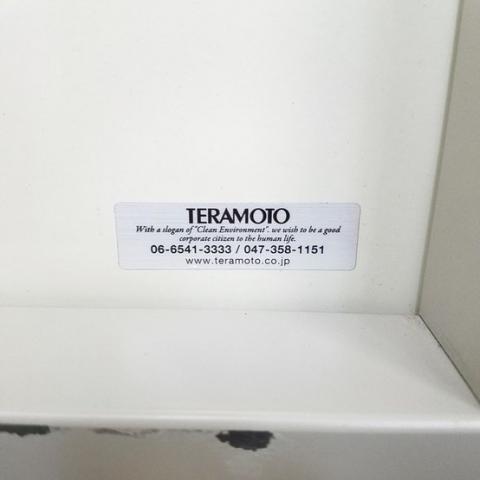 TERAMOTO
With a slogan of "Clean Environment". we wish to be a good
corporate citizen to the human life.
06-6541-3333 / 047-358-1151
www.teramoto.co.jp